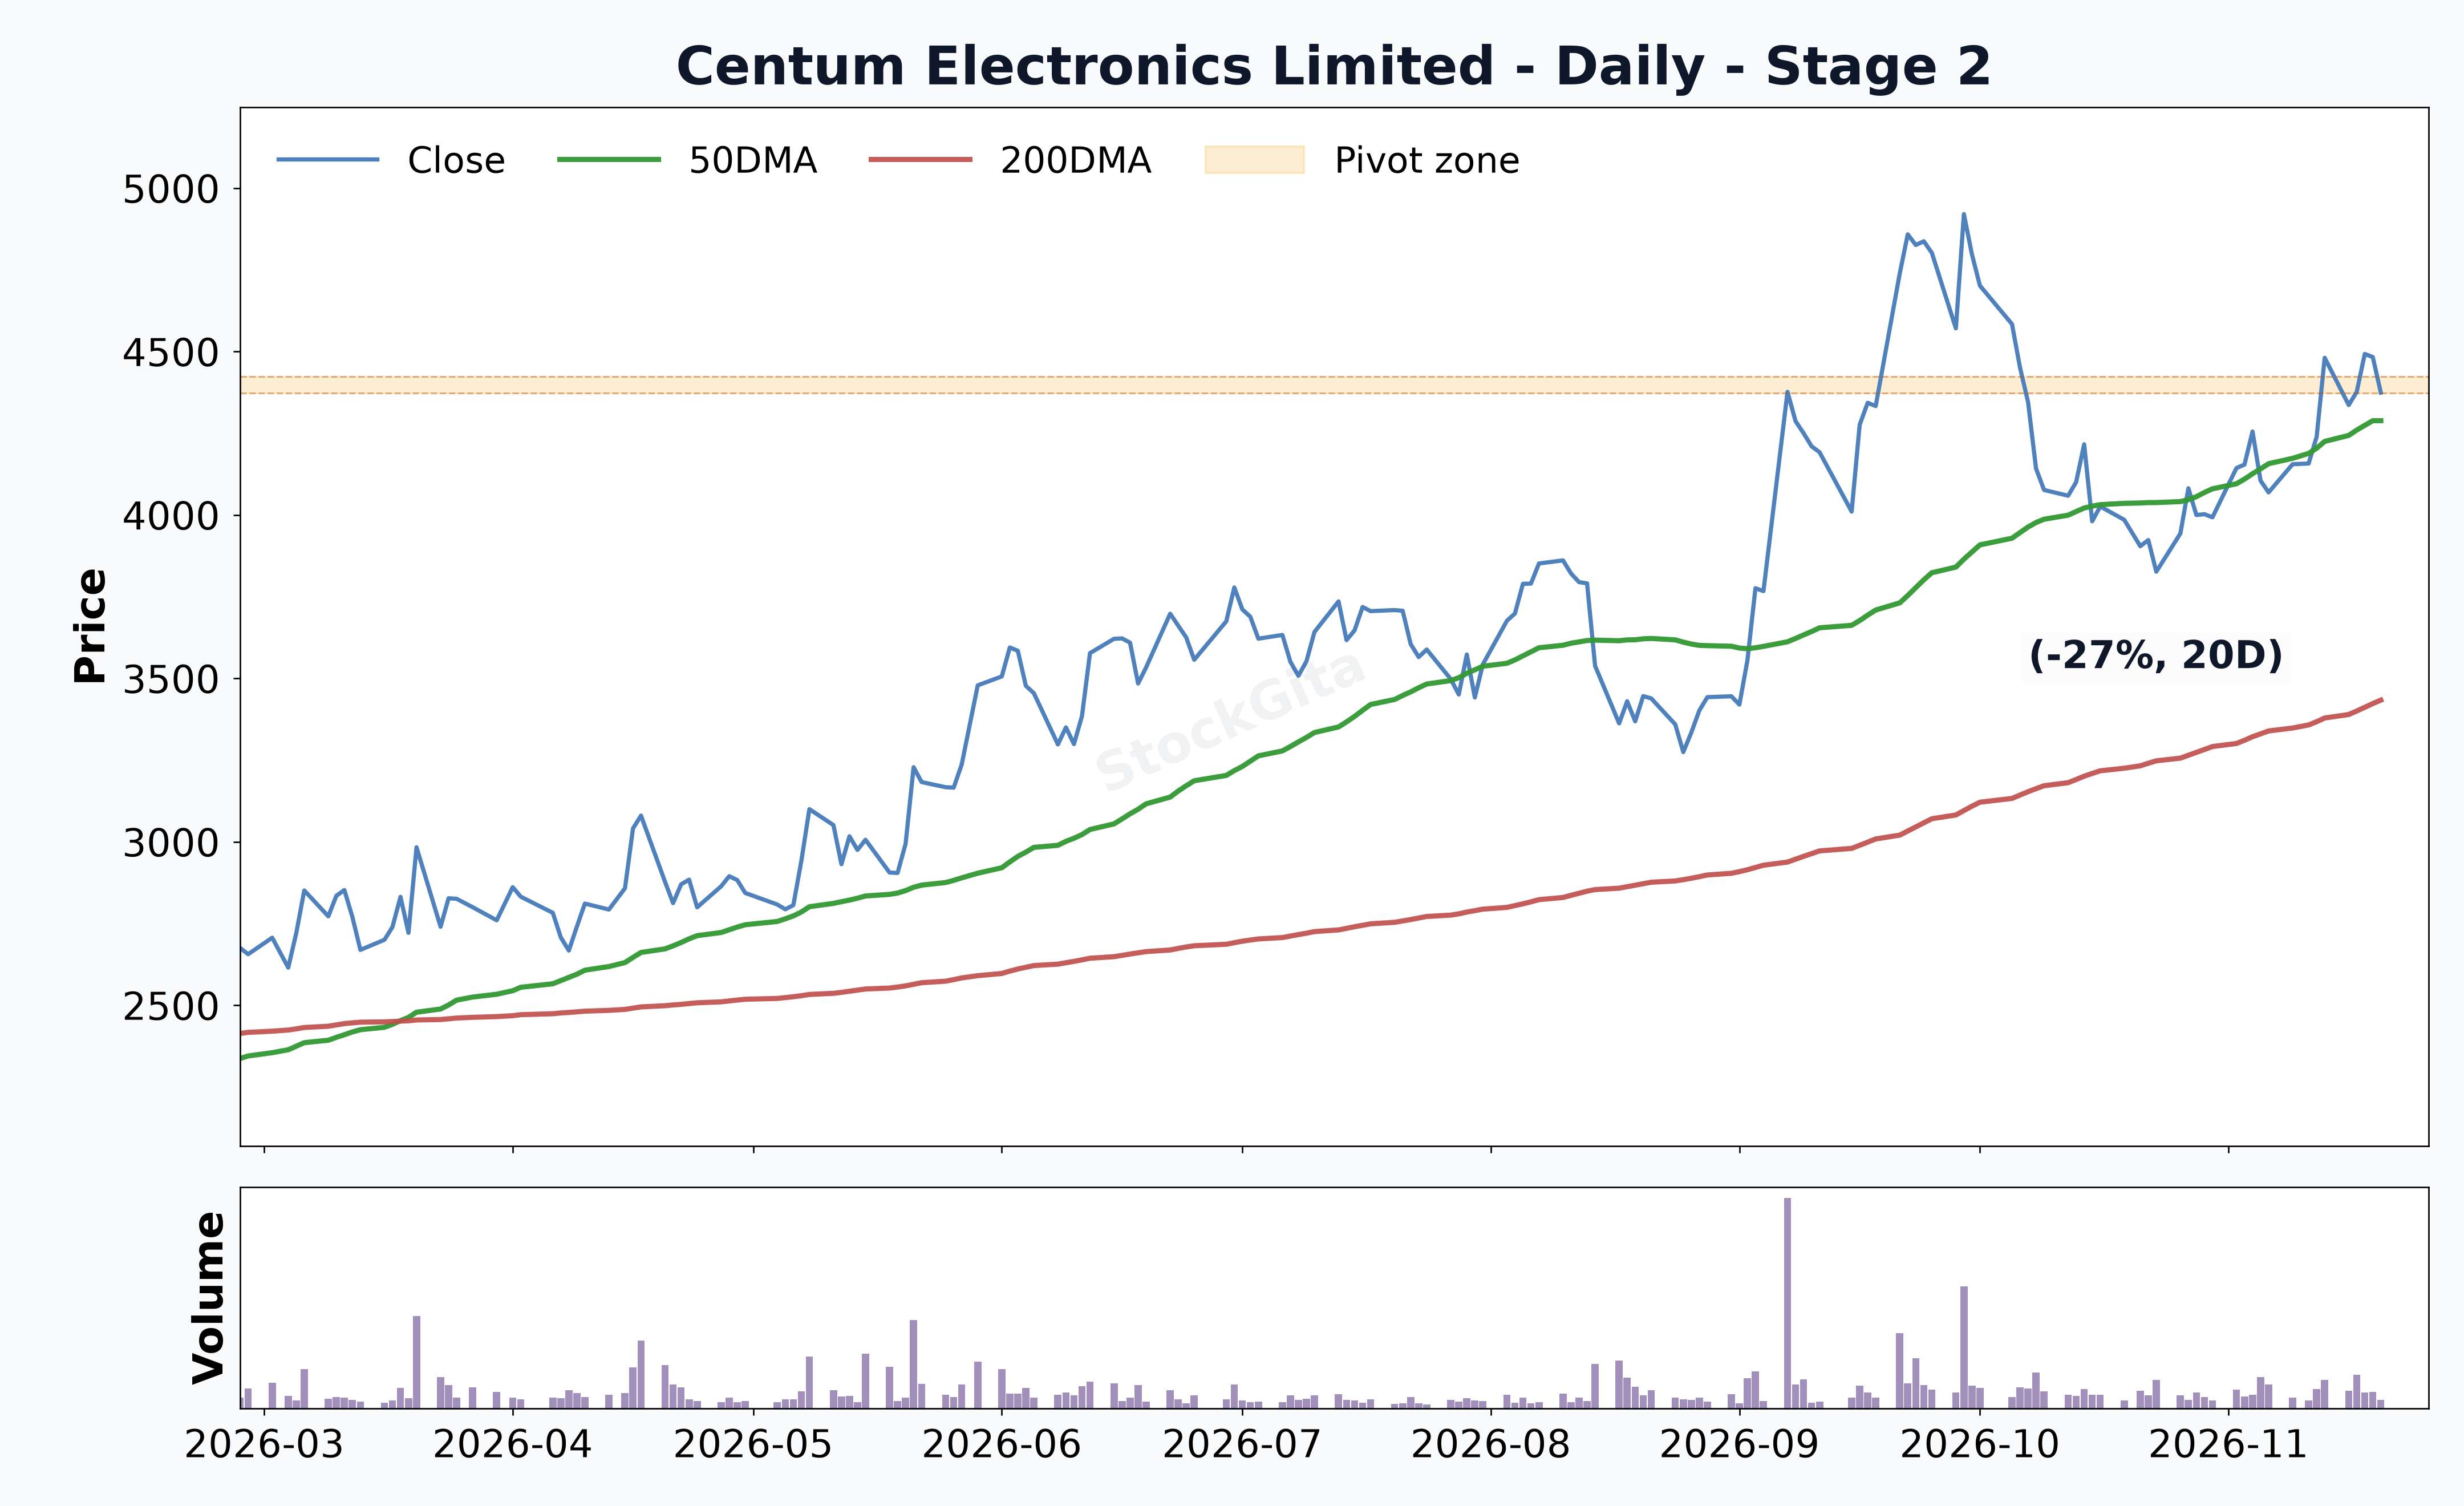 Centum Electronics Limited - Daily - Stage 2
Close 50DMA 200DMA Pivot zone
Price
5000
4500
4000
3500
3000
2500
(-27%, 20D)
StockGita
Volume
2026-03 2026-04 2026-05 2026-06 2026-07 2026-08 2026-09 2026-10 2026-11